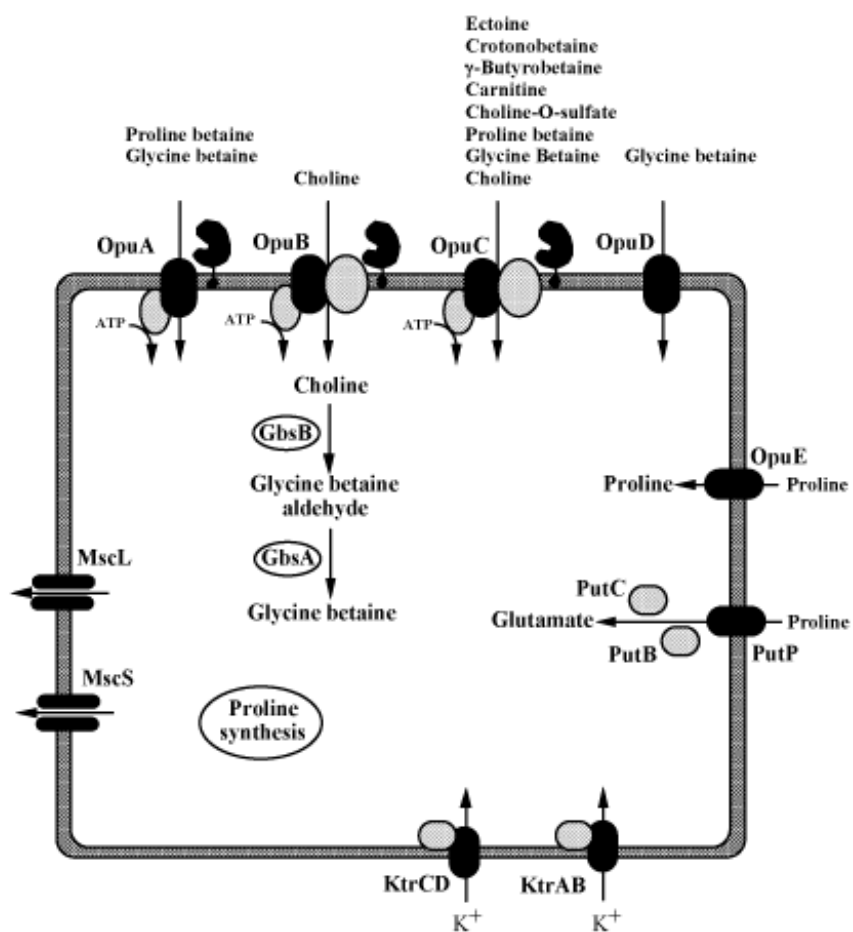 Ectoine
Crotonobetaine
γ-Butyrobetaine
Carnitine
Choline-O-sulfate
Proline betaine
Glycine Betaine
Choline
Proline betaine
Glycine betaine
Choline
Glycine betaine
OpuA
OpuB
OpuC
OpuD
ATP
ATP
ATP
Choline
GbsB
Glycine betaine
aldehyde
GbsA
Glycine betaine
OpuE
Proline
Proline
MscL
PutC
Glutamate
Proline
PutB
PutP
MscS
Proline
synthesis
KtrCD
KtrAB
K+
K+